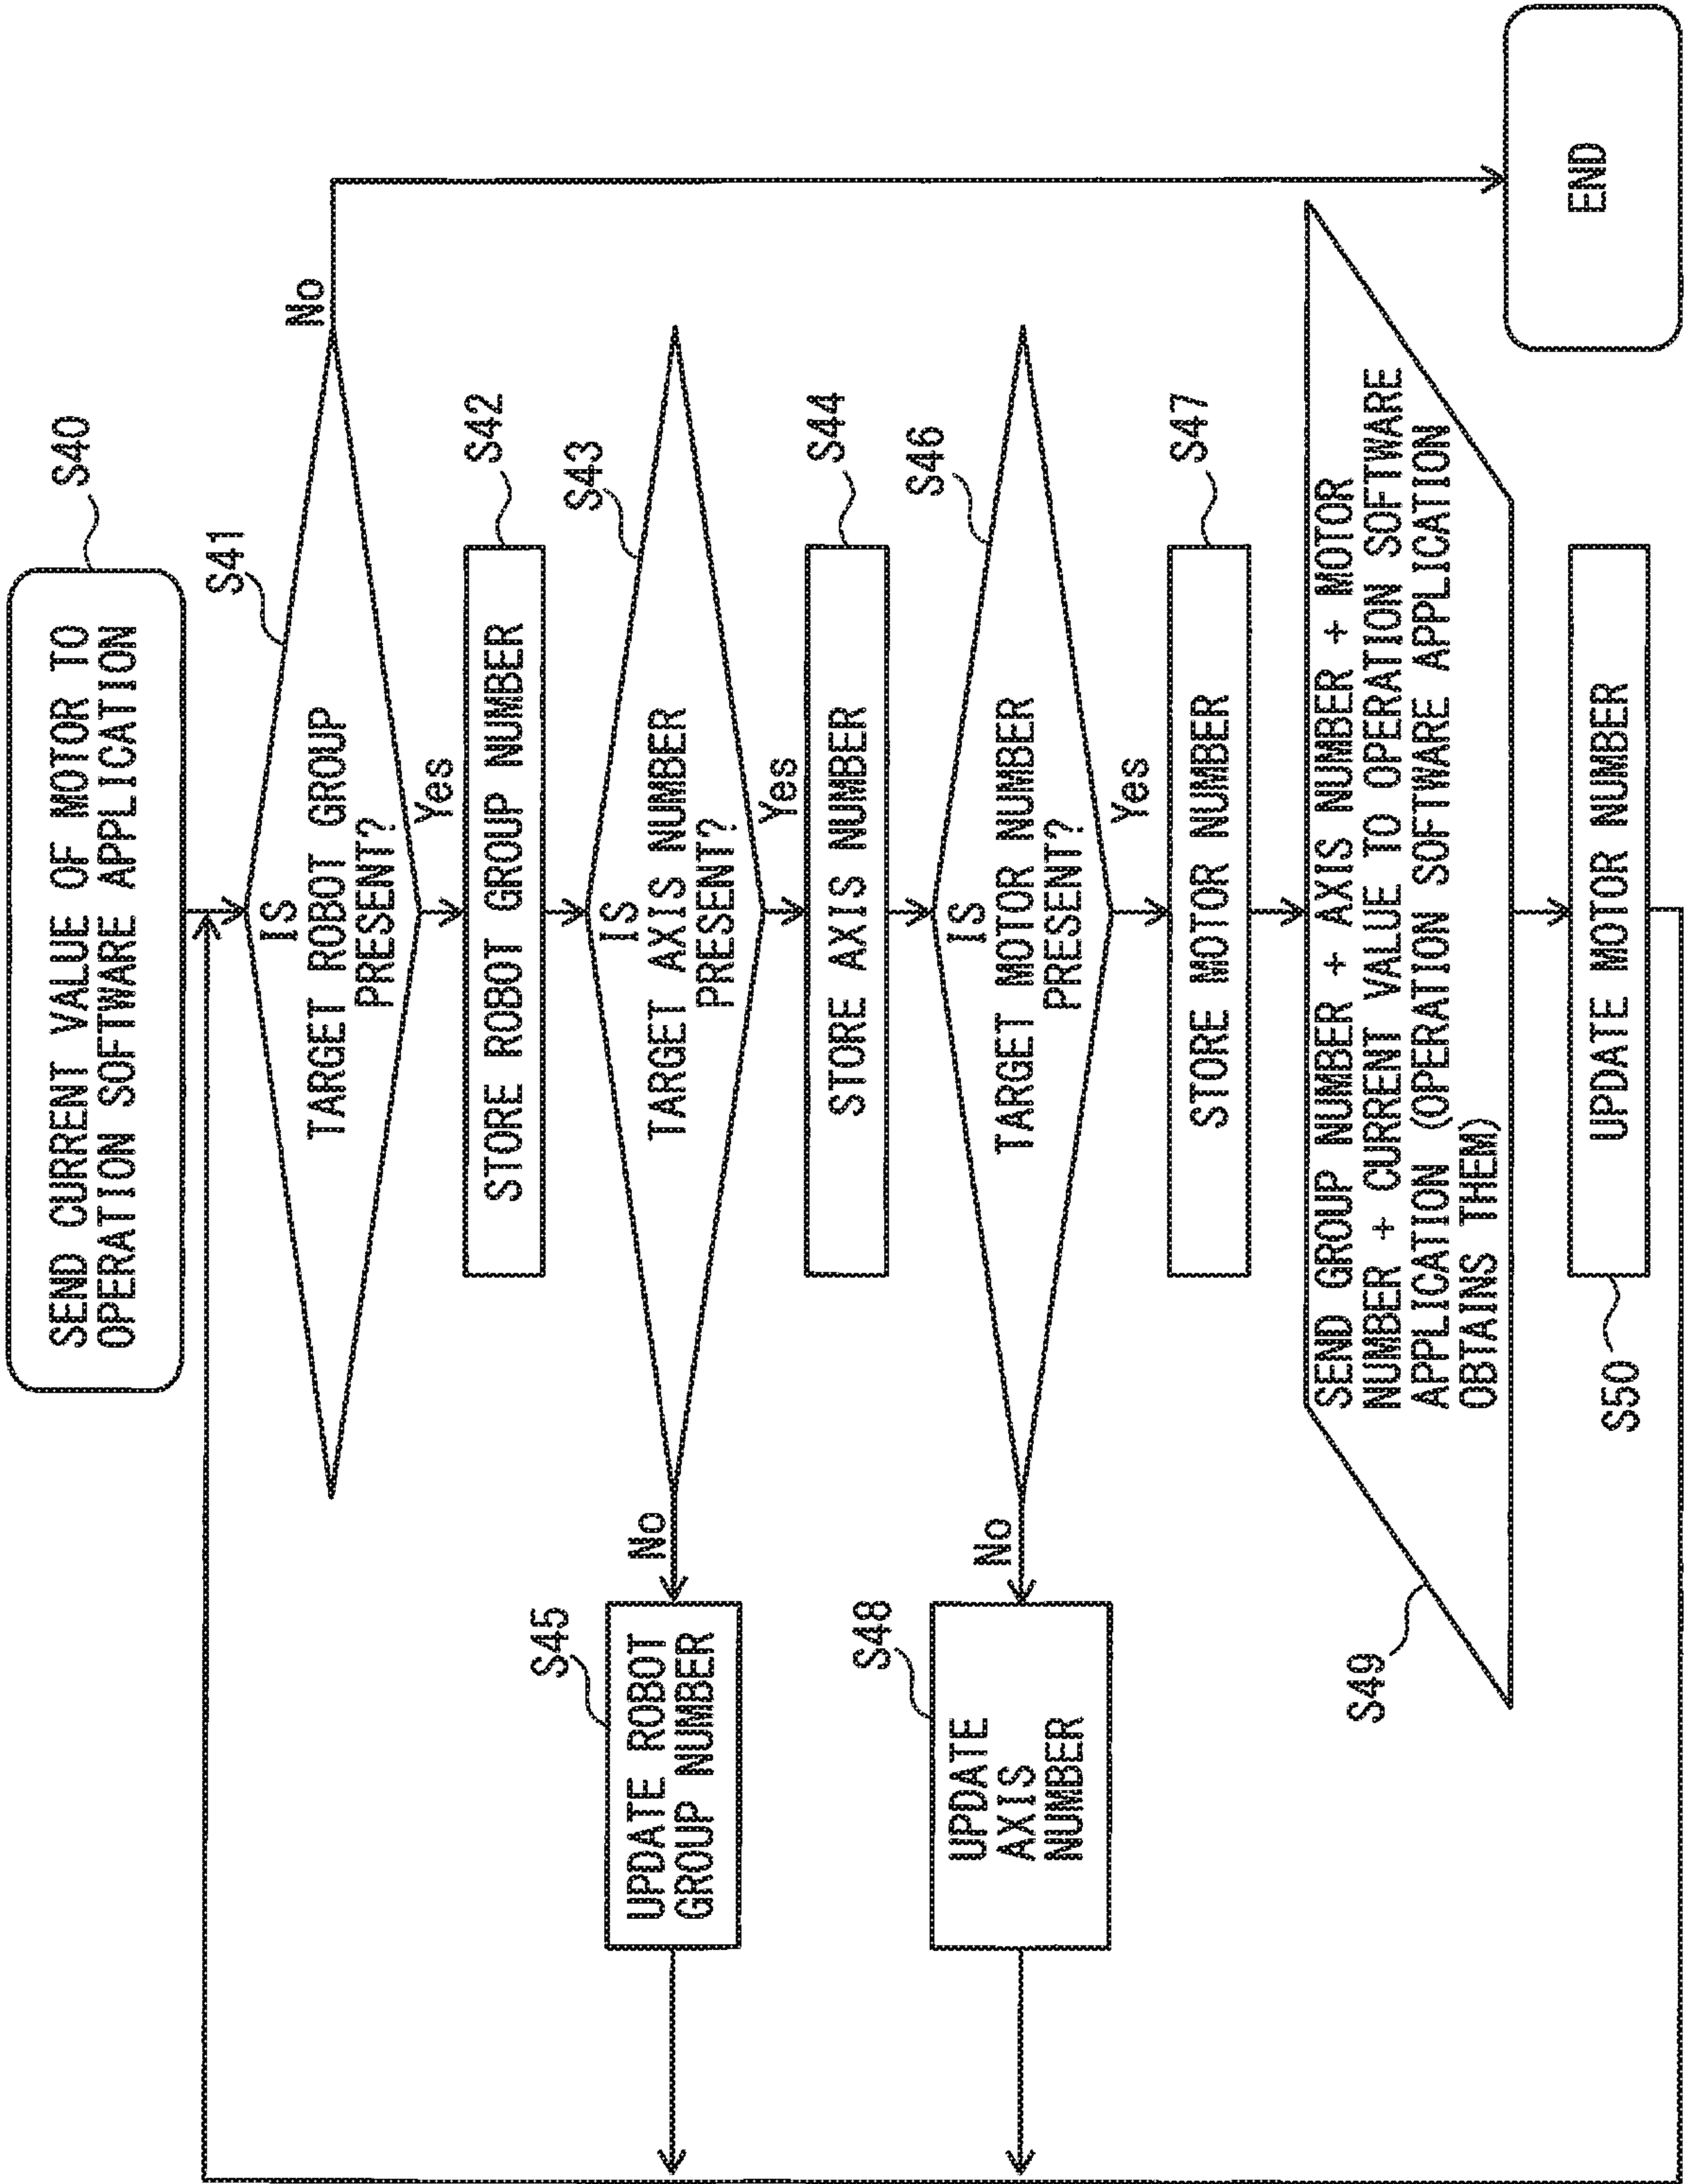 SEND CURRENT VALUE OF MOTOR TO
OPERATION SOFTWARE APPLICATION
S40
S41
IS
TARGET ROBOT GROUP
PRESENT?
No
Yes
STORE ROBOT GROUP NUMBER
S42
S43
IS
TARGET AXIS NUMBER
PRESENT?
No
Yes
S45
UPDATE ROBOT
GROUP NUMBER
STORE AXIS NUMBER
S44
S46
IS
TARGET MOTOR NUMBER
PRESENT?
No
Yes
S48
UPDATE
AXIS
NUMBER
STORE MOTOR NUMBER
S47
SEND GROUP NUMBER + AXIS NUMBER + MOTOR
NUMBER + CURRENT VALUE TO OPERATION SOFTWARE
APPLICATION (OPERATION SOFTWARE APPLICATION
OBTAINS THEM)
S49
UPDATE MOTOR NUMBER
S50
END